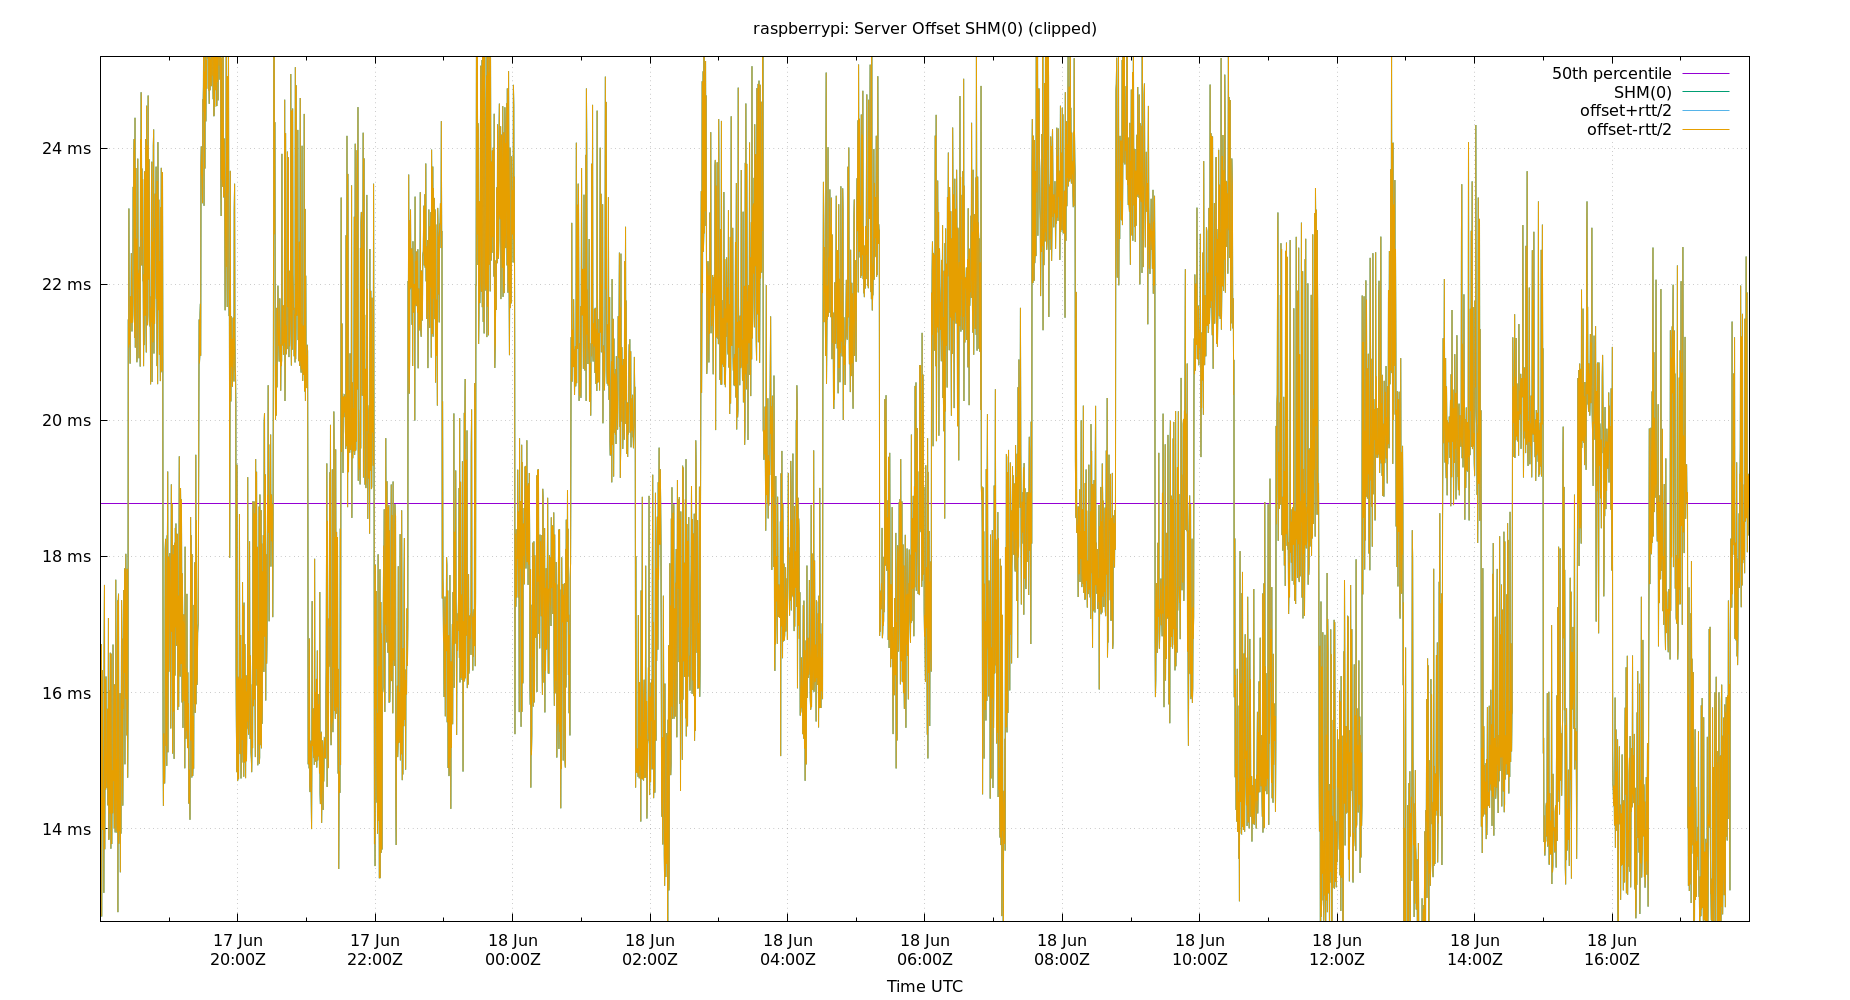 raspberrypi: Server Offset SHM(0) (clipped)
50th percentile
SHM(0)
offset+rtt/2
offset-rtt/2
24 ms
22 ms
20 ms
18 ms
16 ms
14 ms
17 Jun 17 Jun 18 Jun 18 Jun 18 Jun 18 Jun 18 Jun 18 Jun 18 Jun 18 Jun 18 Jun
20:00Z 22:00Z 00:00Z 02:00Z 04:00Z 06:00Z 08:00Z 10:00Z 12:00Z 14:00Z 16:00Z
Time UTC